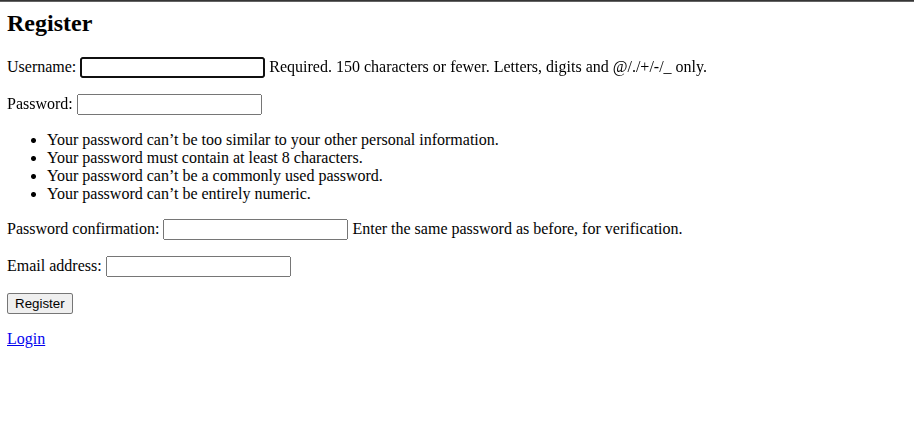 Register
Username: Required. 150 characters or fewer. Letters, digits and @/./+/-/_ only.
Password:
Your password can’t be too similar to your other personal information.
Your password must contain at least 8 characters.
Your password can’t be a commonly used password.
Your password can’t be entirely numeric.
Password confirmation: Enter the same password as before, for verification.
Email address:
Register
Login